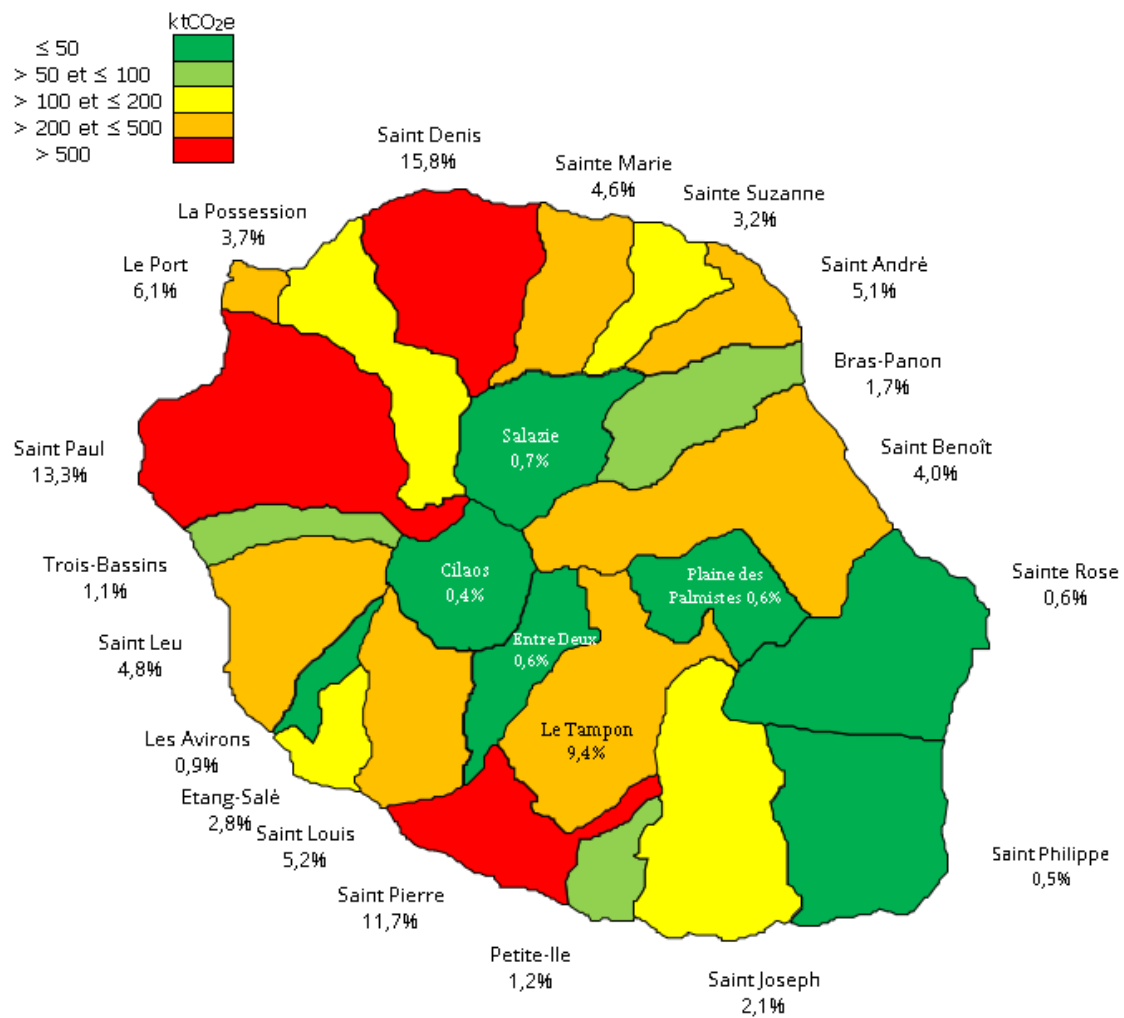 ktCO₂e
≤ 50
> 50 et ≤ 100
> 100 et ≤ 200
> 200 et ≤ 500
> 500
Saint Denis
15,8%
Sainte Marie
4,6%
Sainte Suzanne
3,2%
La Possession
3,7%
Le Port
6,1%
Saint André
5,1%
Bras-Panon
1,7%
Saint Benoît
4,0%
Salazie
0,7%
Saint Paul
13,3%
Trois-Bassins
1,1%
Cilaos
0,4%
Plaine des
Palmistes 0,6%
Sainte Rose
0,6%
Saint Leu
4,8%
Entre Deux
0,6%
Le Tampon
9,4%
Les Avirons
0,9%
Etang-Salé
2,8%
Saint Louis
5,2%
Saint Pierre
11,7%
Saint Philippe
0,5%
Petite-Ile
1,2%
Saint Joseph
2,1%